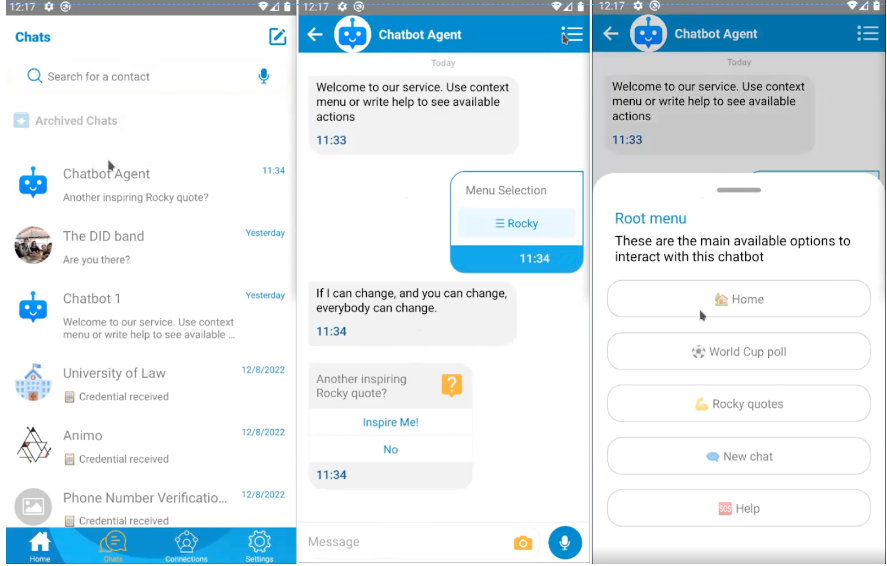 12:17
Chats
Search for a contact
Archived Chats
Chatbot Agent
11:34
Another inspiring Rocky quote?
The DID band
Yesterday
Are you there?
Chatbot 1
Yesterday
Welcome to our service. Use context
menu or write help to see available ...
University of Law
12/8/2022
Credential received
Animo
12/8/2022
Credential received
Phone Number Verificatio...
12/8/2022
Credential received
Home
Chats
Connections
Settings
12:17
Chatbot Agent
Today
Welcome to our service. Use context
menu or write help to see available
actions
11:33
Menu Selection
Rocky
11:34
If I can change, and you can change,
everybody can change.
11:34
Another inspiring
Rocky quote?
?
Inspire Me!
No
11:34
Message
12:17
Chatbot Agent
Today
Welcome to our service. Use context
menu or write help to see available
actions
11:33
Root menu
These are the main available options to
interact with this chatbot
Home
World Cup poll
Rocky quotes
New chat
SOS Help